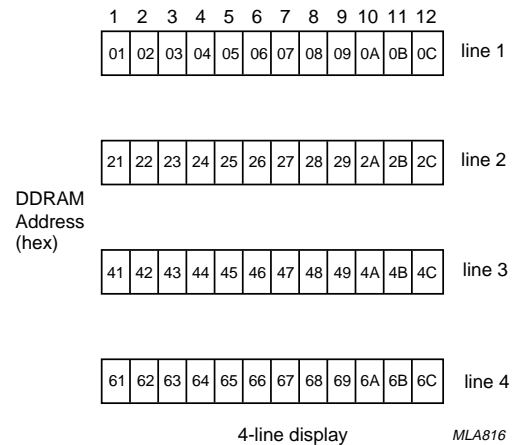 1 2 3 4 5 6 7 8 9 10 11 12
01 02 03 04 05 06 07 08 09 0A 0B 0C line 1
21 22 23 24 25 26 27 28 29 2A 2B 2C line 2
DDRAM
Address
(hex)
41 42 43 44 45 46 47 48 49 4A 4B 4C line 3
61 62 63 64 65 66 67 68 69 6A 6B 6C line 4
4-line display MLA816